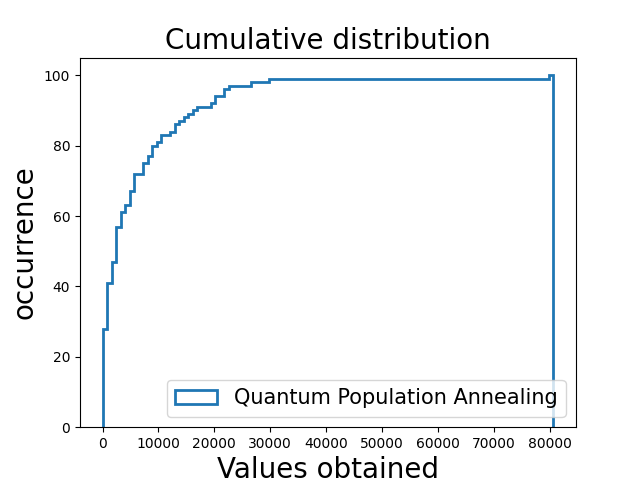 Cumulative distribution
occurrence
100
80
60
40
20
0
Quantum Population Annealing
0 10000 20000 30000 40000 50000 60000 70000 80000
Values obtained